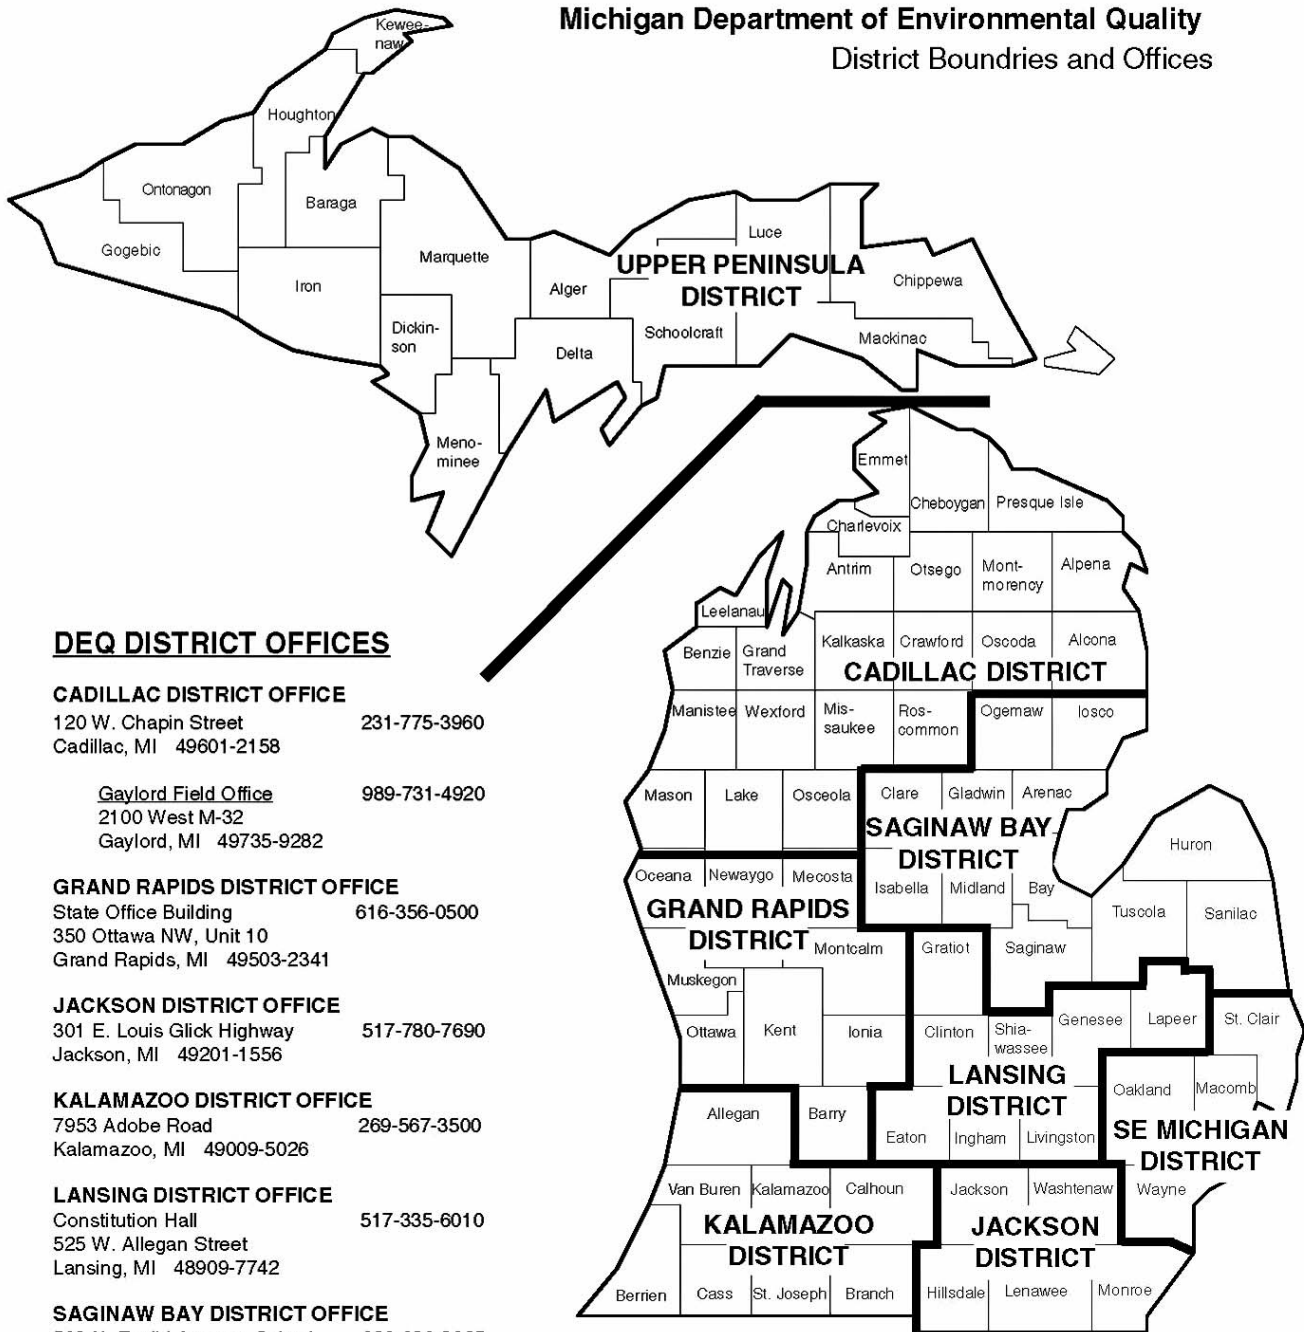 Michigan Department of Environmental Quality
District Boundries and Offices
Kewee-
naw
Houghton
Ontonagon
Baraga
Gogebic
Marquette
Luce
UPPER PENINSULA
DISTRICT
Chippewa
Iron
Alger
Dickin-
son
Schoolcraft
Mackinac
Delta
Meno-
minee
Emmet
Cheboygan
Presque Isle
Charlevoix
Antrim
Otsego
Mont-
morency
Alpena
Leelanau
Benzie
Grand
Traverse
Kalkaska
Crawford
Oscoda
Alcona
CADILLAC DISTRICT
Manistee
Wexford
Mis-
saukee
Ros-
common
Ogemaw
Iosco
Mason
Lake
Osceola
Clare
Gladwin
Arenac
SAGINAW BAY
DISTRICT
Huron
Oceana
Newaygo
Mecosta
Isabella
Midland
Bay
Tuscola
Sanilac
GRAND RAPIDS
DISTRICT
Montcalm
Gratiot
Saginaw
Muskegon
Ottawa
Kent
Ionia
Clinton
Shia-
wassee
Genesee
Lapeer
St. Clair
LANSING
DISTRICT
Oakland
Macomb
Allegan
Barry
Eaton
Ingham
Livingston
SE MICHIGAN
DISTRICT
Van Buren
Kalamazoo
Calhoun
Jackson
Washtenaw
Wayne
KALAMAZOO
DISTRICT
JACKSON
DISTRICT
Berrien
Cass
St. Joseph
Branch
Hillsdale
Lenawee
Monroe
DEQ DISTRICT OFFICES
CADILLAC DISTRICT OFFICE
120 W. Chapin Street 231-775-3960
Cadillac, MI 49601-2158
Gaylord Field Office 989-731-4920
2100 West M-32
Gaylord, MI 49735-9282
GRAND RAPIDS DISTRICT OFFICE
State Office Building 616-356-0500
350 Ottawa NW, Unit 10
Grand Rapids, MI 49503-2341
JACKSON DISTRICT OFFICE
301 E. Louis Glick Highway 517-780-7690
Jackson, MI 49201-1556
KALAMAZOO DISTRICT OFFICE
7953 Adobe Road 269-567-3500
Kalamazoo, MI 49009-5026
LANSING DISTRICT OFFICE
Constitution Hall 517-335-6010
525 W. Allegan Street
Lansing, MI 48909-7742
SAGINAW BAY DISTRICT OFFICE